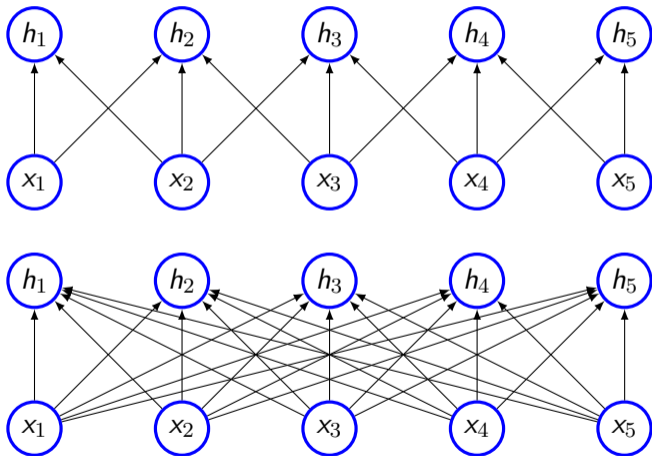 h₁ h₂ h₃ h₄ h₅
x₁ x₂ x₃ x₄ x₅
h₁ h₂ h₃ h₄ h₅
x₁ x₂ x₃ x₄ x₅